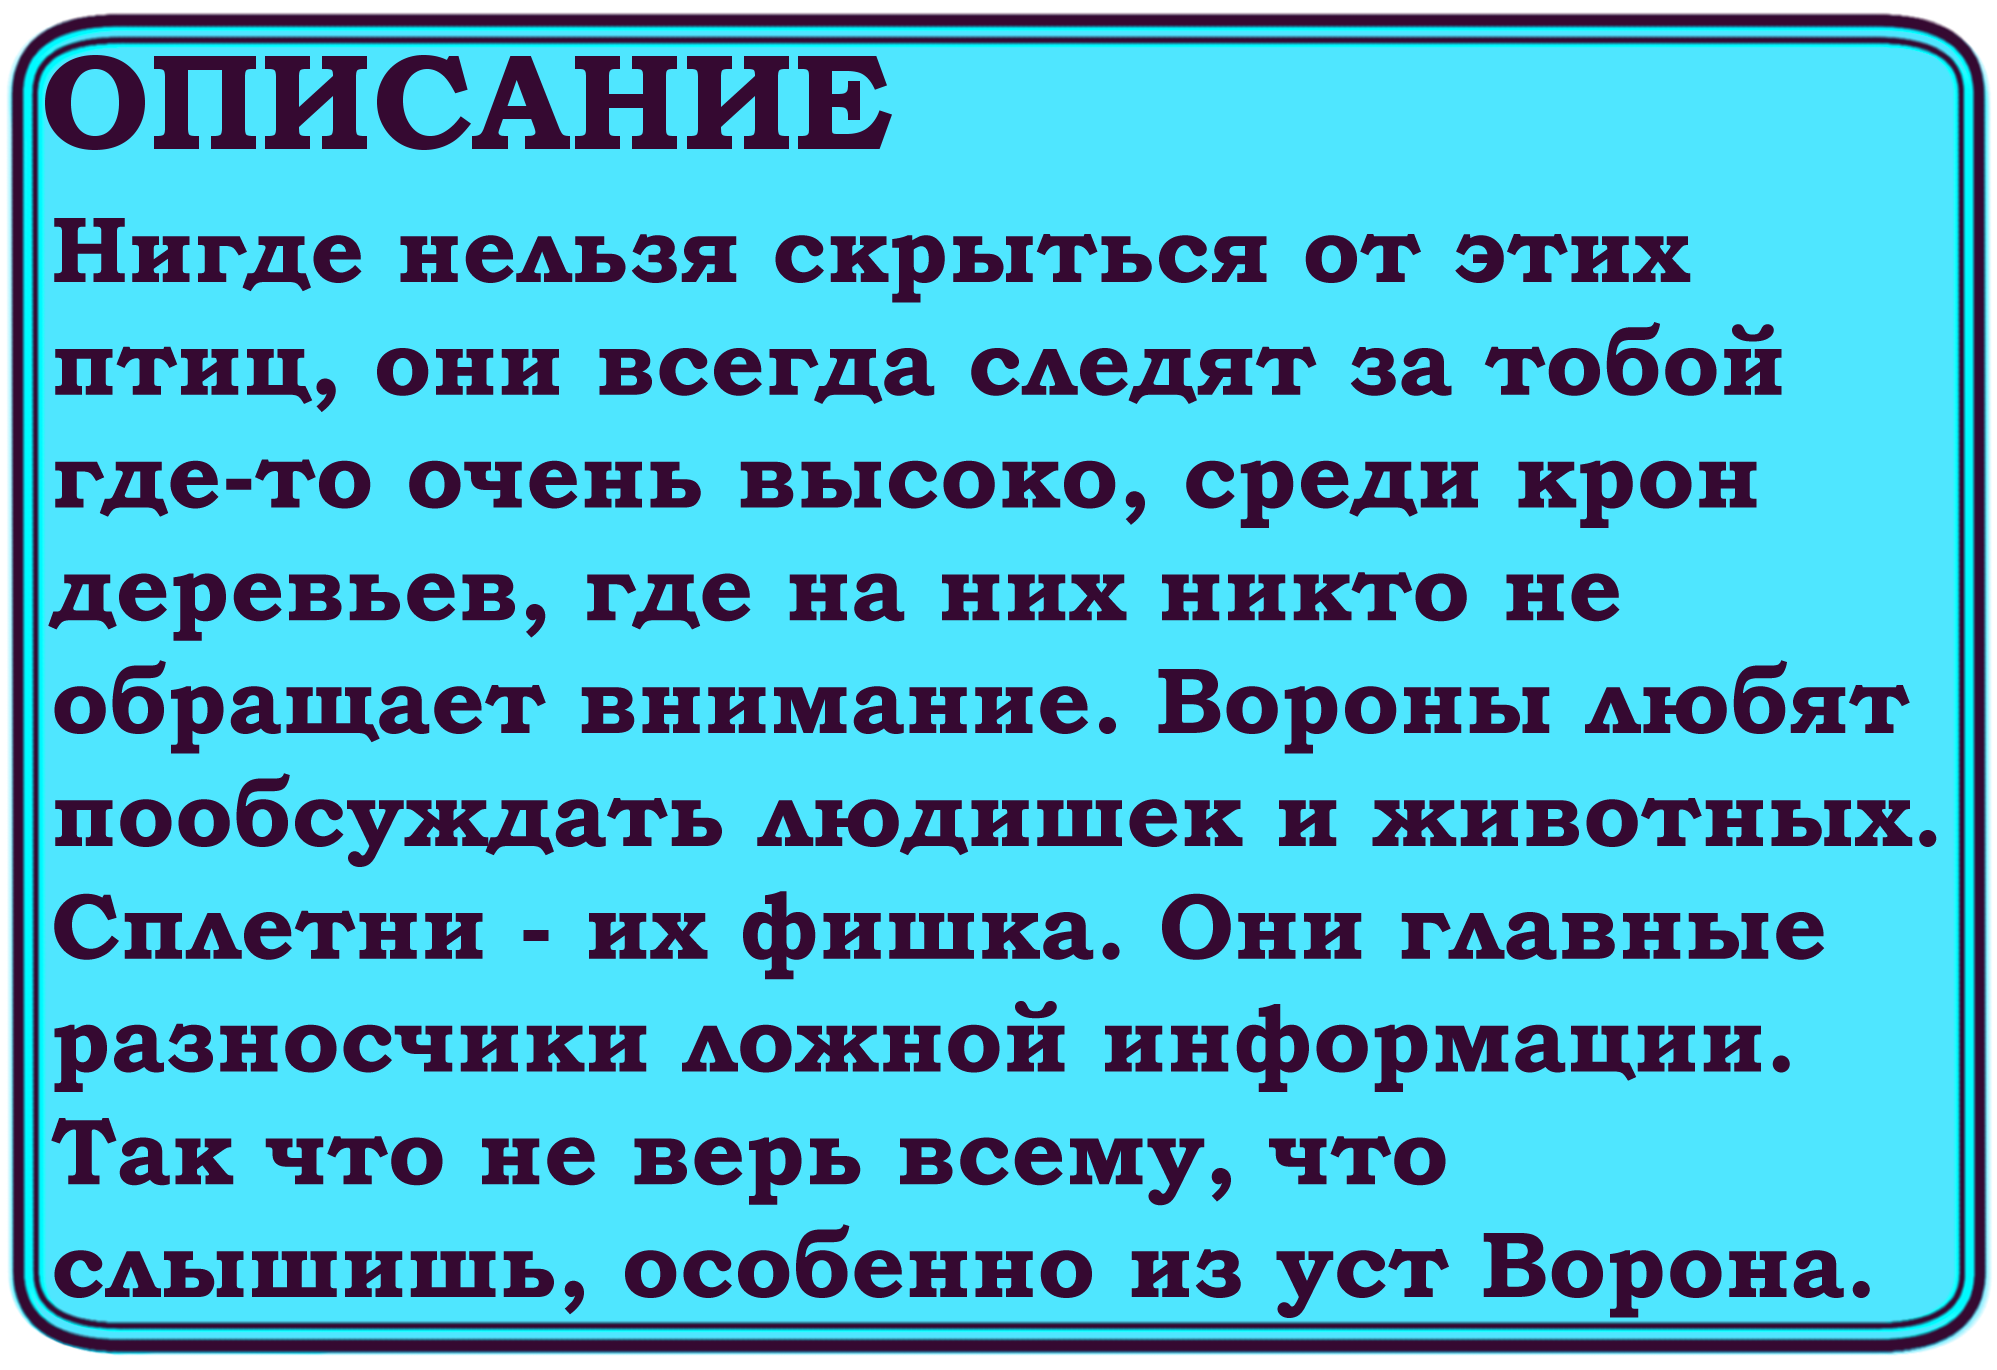 ОПИСАНИЕ
Нигде нельзя скрыться от этих
птиц, они всегда следят за тобой
где-то очень высоко, среди крон
деревьев, где на них никто не
обращает внимание. Вороны любят
пообсуждать людишек и животных.
Сплетни - их фишка. Они главные
разносчики ложной информации.
Так что не верь всему, что
слышишь, особенно из уст Ворона.